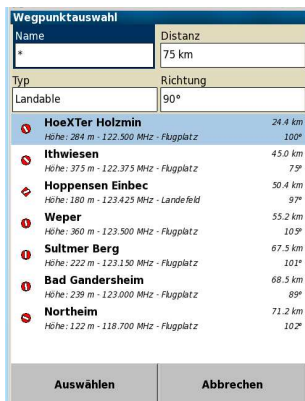 Wegpunktauswahl
Name
Distanz
*
75 km
Typ
Richtung
Landable
90°
HoeXTer Holzmin 24.4 km
Höhe: 284 m - 122.500 MHz - Flugplatz 100°
Ithwiesen 45.0 km
Höhe: 375 m - 122.375 MHz - Flugplatz 75°
Hoppensen Einbec 50.4 km
Höhe: 180 m - 123.425 MHz - Landefeld 97°
Weper 55.2 km
Höhe: 360 m - 123.500 MHz - Flugplatz 105°
Sultmer Berg 67.5 km
Höhe: 222 m - 123.150 MHz - Flugplatz 101°
Bad Gandersheim 68.5 km
Höhe: 239 m - 123.000 MHz - Flugplatz 89°
Northeim 71.2 km
Höhe: 122 m - 118.700 MHz - Flugplatz 102°
Auswählen Abbrechen